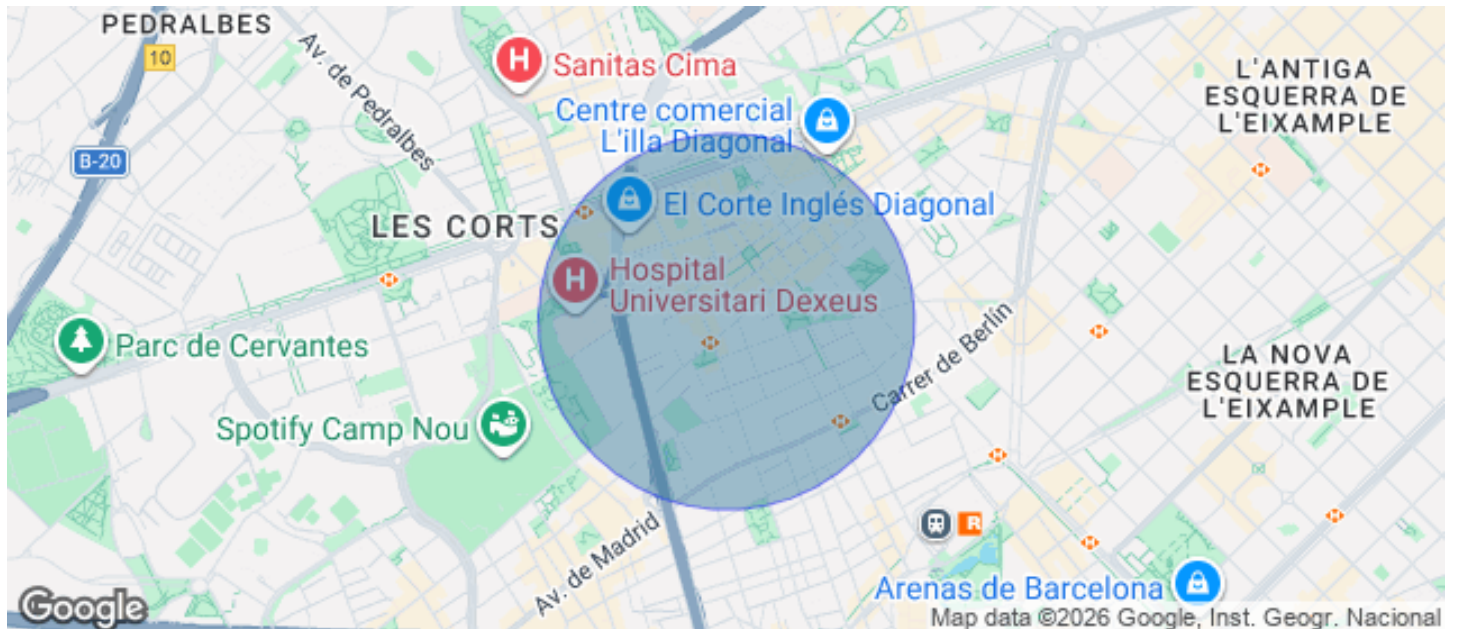 PEDRALBES
10
Av. de Pedralbes
B-20
H
Sanitas Cima
Centre comercial
L'illa Diagonal
L'ANTIGA
ESQUERRA DE
L'EIXAMPLE
LES CORTS
El Corte Inglés Diagonal
H
Hospital
Universitari Dexeus
Parc de Cervantes
Carrer de Berlín
LA NOVA
ESQUERRA DE
L'EIXAMPLE
Spotify Camp Nou
Av. de Madrid
R
Arenas de Barcelona
Google
Map data ©2026 Google, Inst. Geogr. Nacional